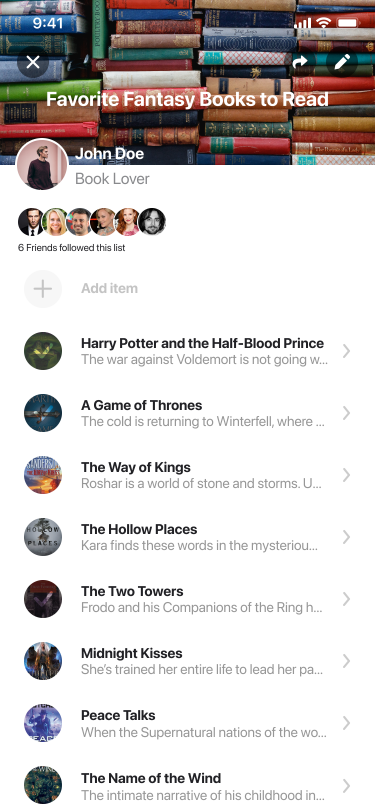 9:41
Favorite Fantasy Books to Read
John Doe
Book Lover
6 Friends followed this list
Add item
Harry Potter and the Half-Blood Prince
The war against Voldemort is not going w...
A Game of Thrones
The cold is returning to Winterfell, where ...
SANDERSON
The Way of Kings
Roshar is a world of stone and storms. U...
HOLLOW
PLACES
The Hollow Places
Kara finds these words in the mysteriou...
The Two Towers
Frodo and his Companions of the Ring h...
Midnight Kisses
She's trained her entire life to lead her pa...
Peace Talks
When the Supernatural nations of the wo...
The Name of the Wind
The intimate narrative of his childhood in...